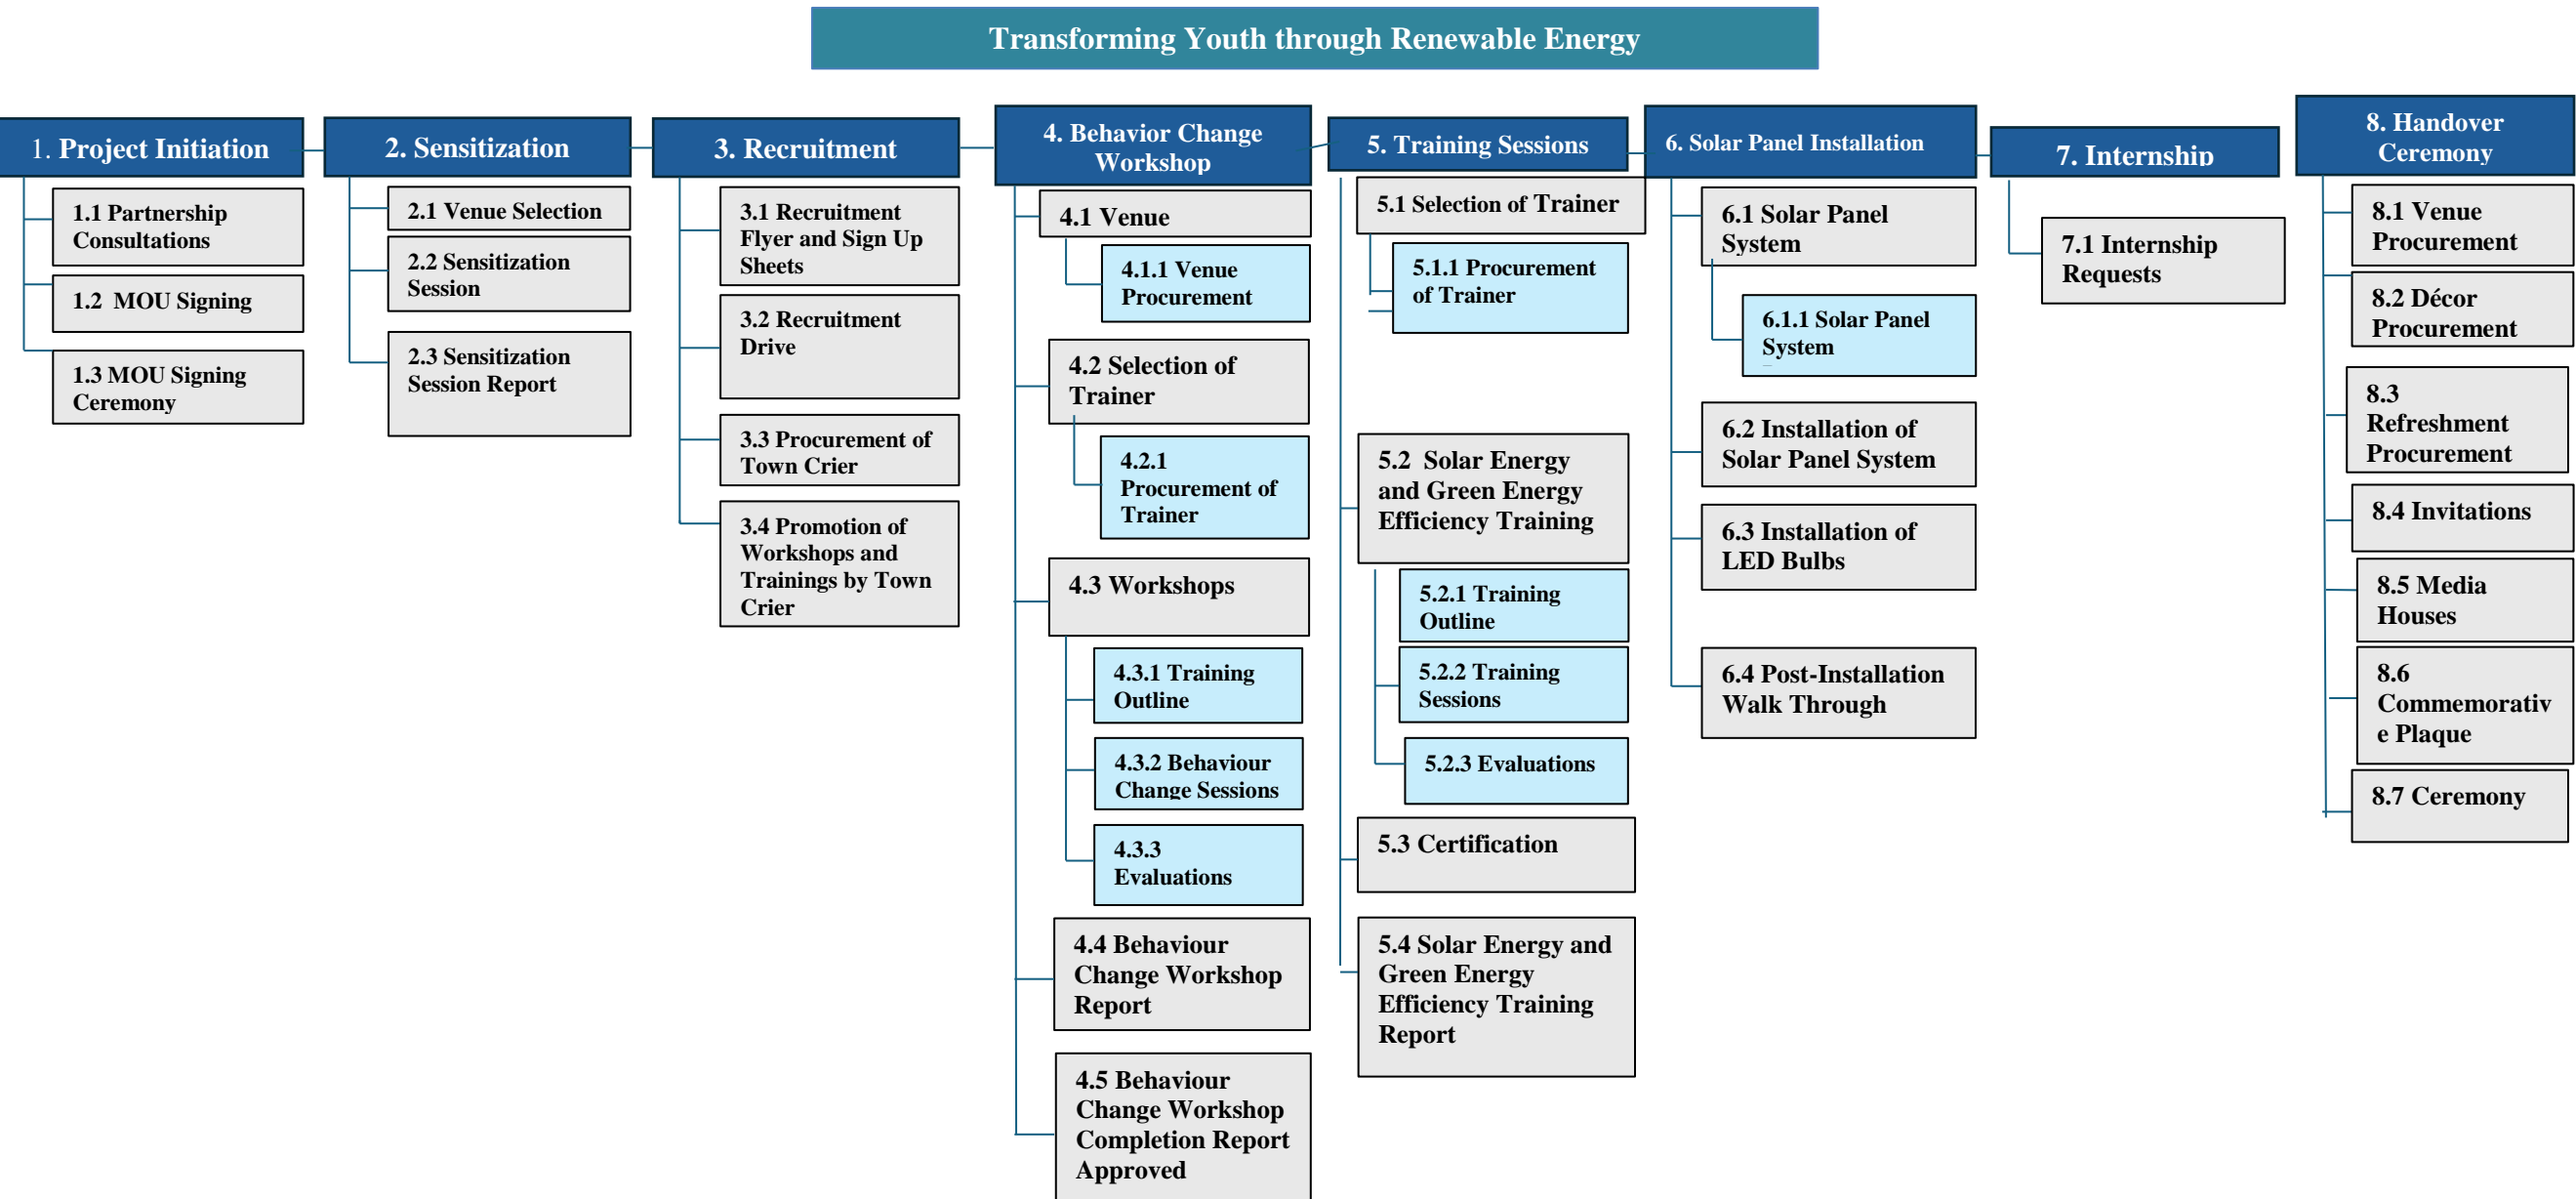 Transforming Youth through Renewable Energy
1. Project Initiation
1.1 Partnership
Consultations
1.2 MOU Signing
1.3 MOU Signing
Ceremony
2. Sensitization
2.1 Venue Selection
2.2 Sensitization
Session
2.3 Sensitization
Session Report
3. Recruitment
3.1 Recruitment
Flyer and Sign Up
Sheets
3.2 Recruitment
Drive
3.3 Procurement of
Town Crier
3.4 Promotion of
Workshops and
Trainings by Town
Crier
4. Behavior Change
Workshop
4.1 Venue
4.1.1 Venue
Procurement
4.2 Selection of
Trainer
4.2.1
Procurement of
Trainer
4.3 Workshops
4.3.1 Training
Outline
4.3.2 Behaviour
Change Sessions
4.3.3
Evaluations
4.4 Behaviour
Change Workshop
Report
4.5 Behaviour
Change Workshop
Completion Report
Approved
5. Training Sessions
5.1 Selection of Trainer
5.1.1 Procurement
of Trainer
5.2 Solar Energy
and Green Energy
Efficiency Training
5.2.1 Training
Outline
5.2.2 Training
Sessions
5.2.3 Evaluations
5.3 Certification
5.4 Solar Energy and
Green Energy
Efficiency Training
Report
6. Solar Panel Installation
6.1 Solar Panel
System
6.1.1 Solar Panel
System
6.2 Installation of
Solar Panel System
6.3 Installation of
LED Bulbs
6.4 Post-Installation
Walk Through
7. Internship
7.1 Internship
Requests
8. Handover
Ceremony
8.1 Venue
Procurement
8.2 Décor
Procurement
8.3
Refreshment
Procurement
8.4 Invitations
8.5 Media
Houses
8.6
Commemorativ
e Plaque
8.7 Ceremony